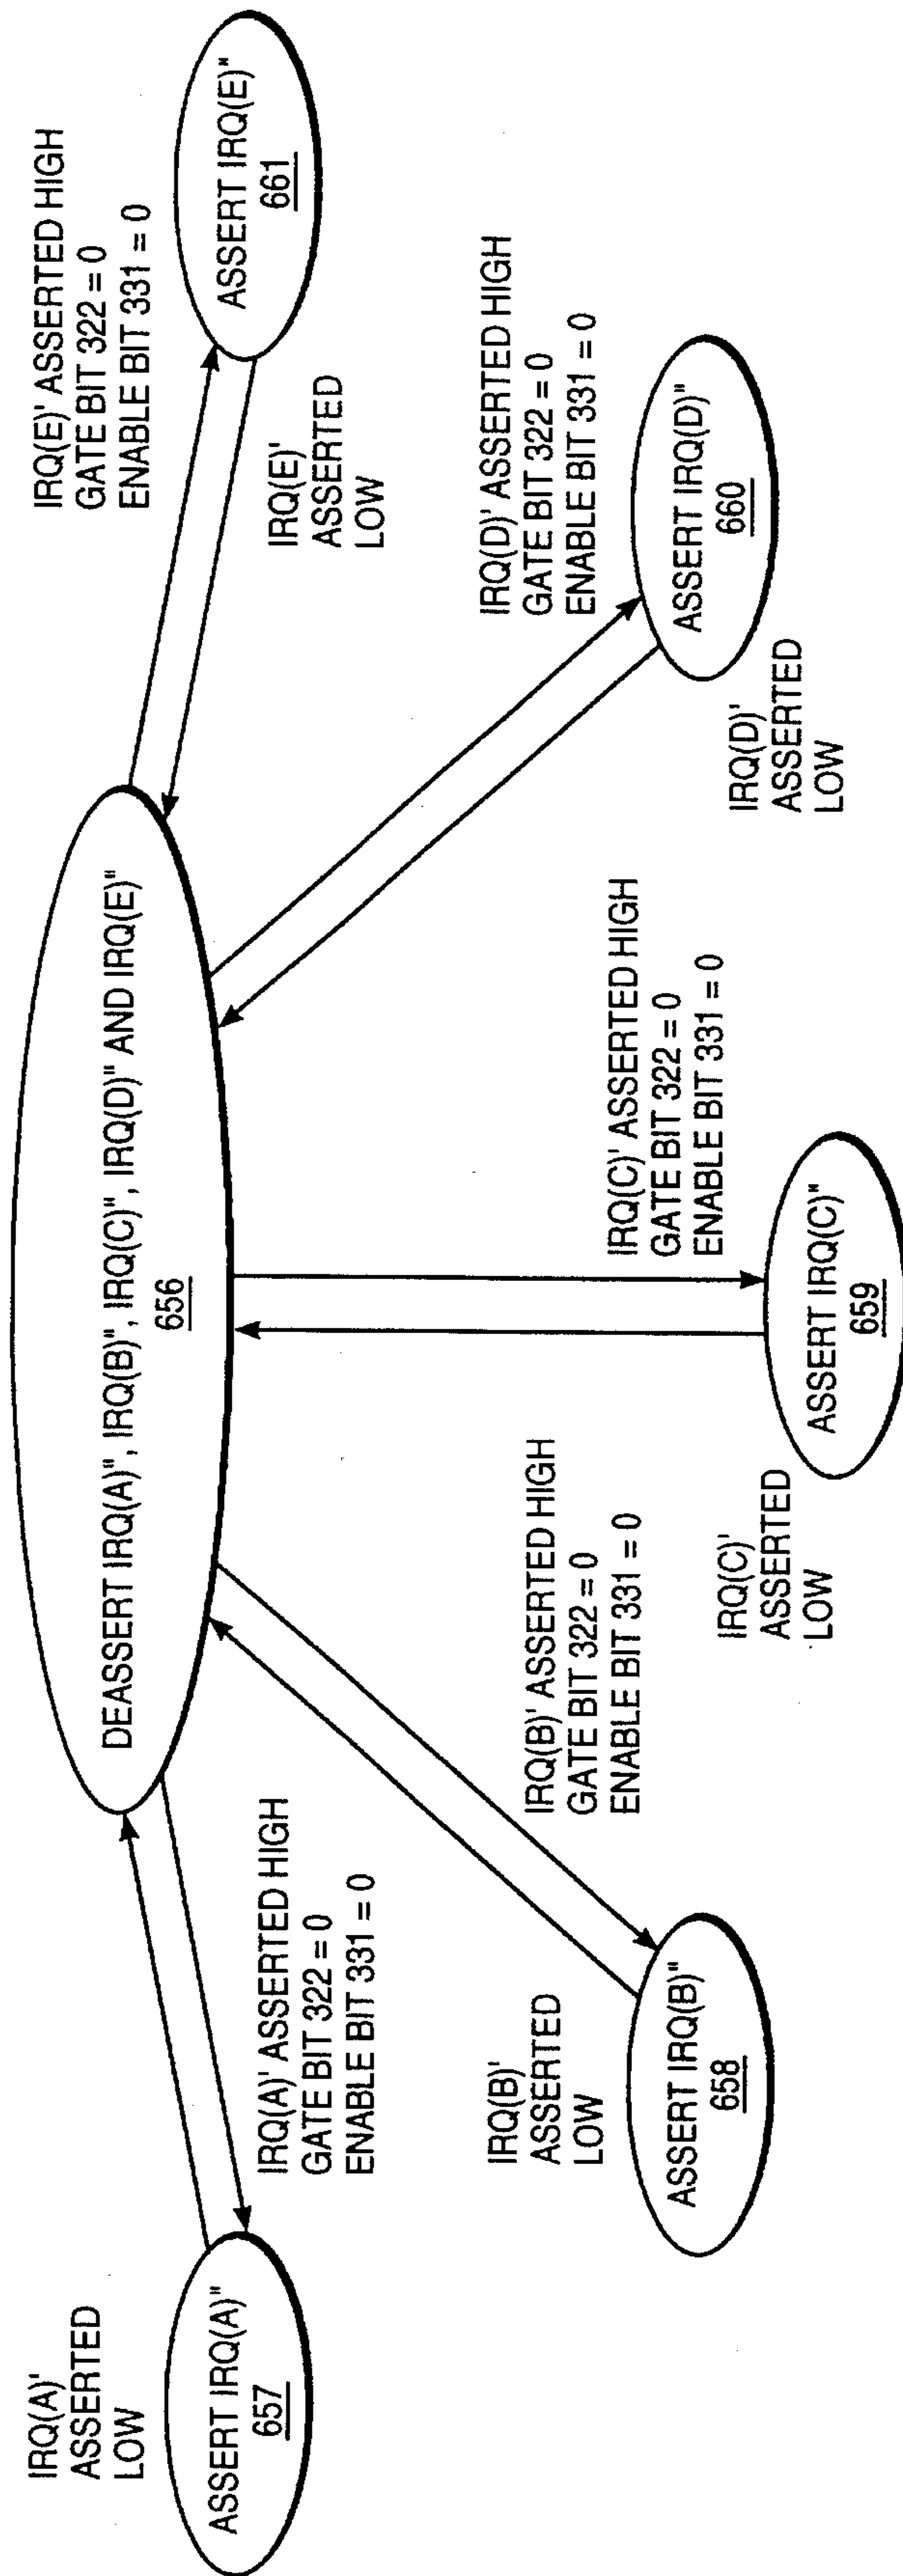 DEASSERT IRQ(A)", IRQ(B)", IRQ(C)", IRQ(D)" AND IRQ(E)"
656
IRQ(A)'
ASSERTED
LOW
ASSERT IRQ(A)"
657
IRQ(A)' ASSERTED HIGH
GATE BIT 322 = 0
ENABLE BIT 331 = 0
IRQ(B)'
ASSERTED
LOW
ASSERT IRQ(B)"
658
IRQ(B)' ASSERTED HIGH
GATE BIT 322 = 0
ENABLE BIT 331 = 0
IRQ(C)'
ASSERTED
LOW
ASSERT IRQ(C)"
659
IRQ(C)' ASSERTED HIGH
GATE BIT 322 = 0
ENABLE BIT 331 = 0
IRQ(D)'
ASSERTED
LOW
ASSERT IRQ(D)"
660
IRQ(D)' ASSERTED HIGH
GATE BIT 322 = 0
ENABLE BIT 331 = 0
IRQ(E)'
ASSERTED
LOW
ASSERT IRQ(E)"
661
IRQ(E)' ASSERTED HIGH
GATE BIT 322 = 0
ENABLE BIT 331 = 0